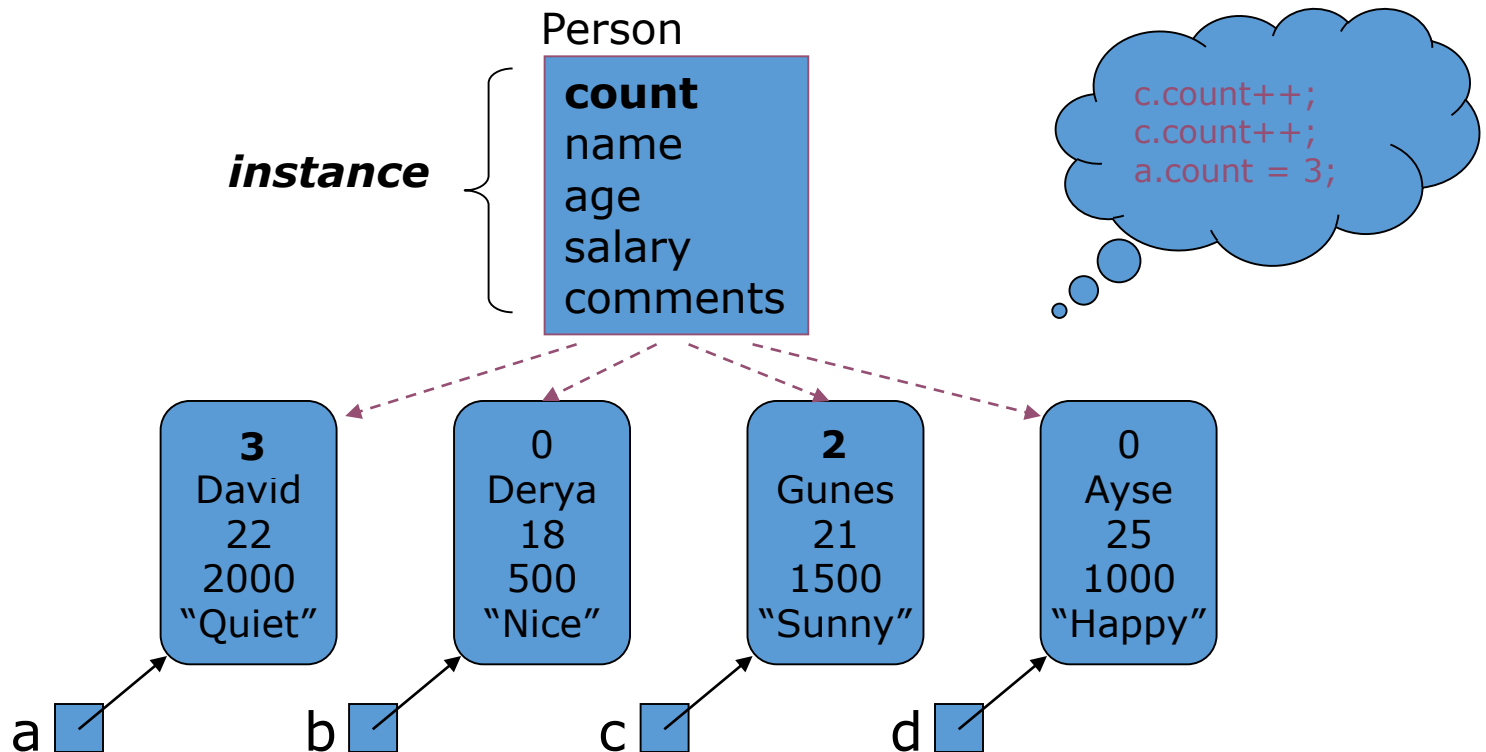 Person
count
name
instance
age
salary
comments
c.count++;
c.count++;
a.count = 3;
3
David
22
2000
“Quiet”
0
Derya
18
500
“Nice”
2
Gunes
21
1500
“Sunny”
0
Ayse
25
1000
“Happy”
a
b
c
d